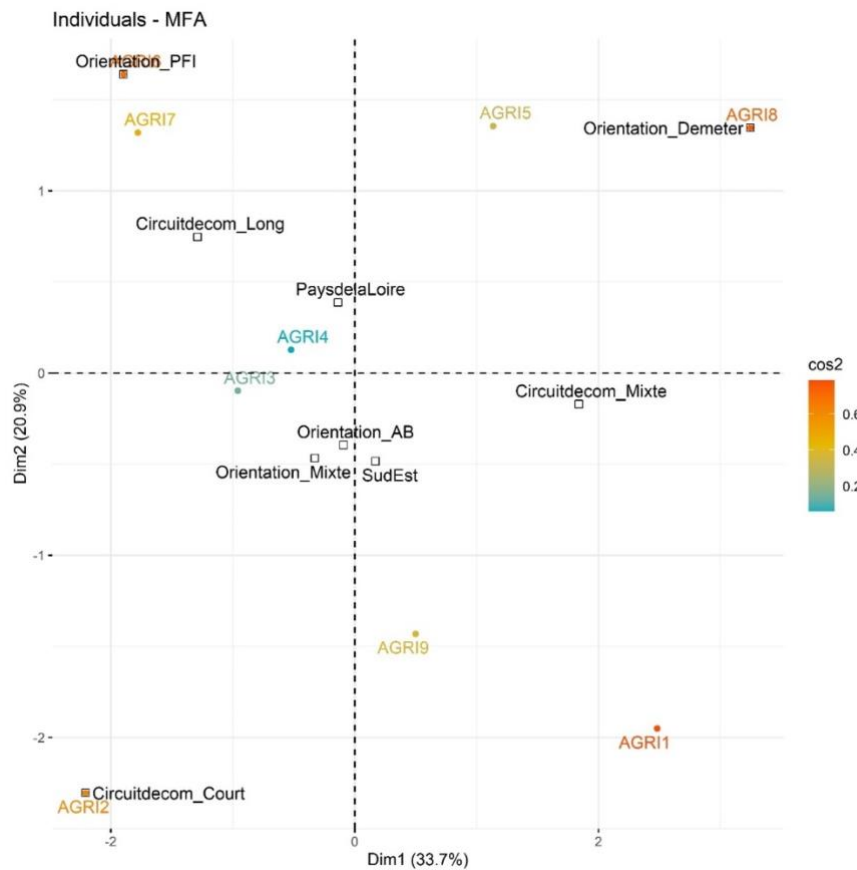 Individuals - MFA
AGRI6
Orientation_PFI
AGRI7
AGRI5
AGRI8
Orientation_Demeter
1
Circuitdecom_Long
PaysdelaLoire
AGRI4
0
AGRI3
Circuitdecom_Mixte
Orientation_AB
Orientation_Mixte
SudEst
-1
AGRI9
-2
AGRI1
Circuitdecom_Court
AGRI2
-2
0
2
Dim1 (33.7%)
Dim2 (20.9%)
cos2
0.6
0.4
0.2